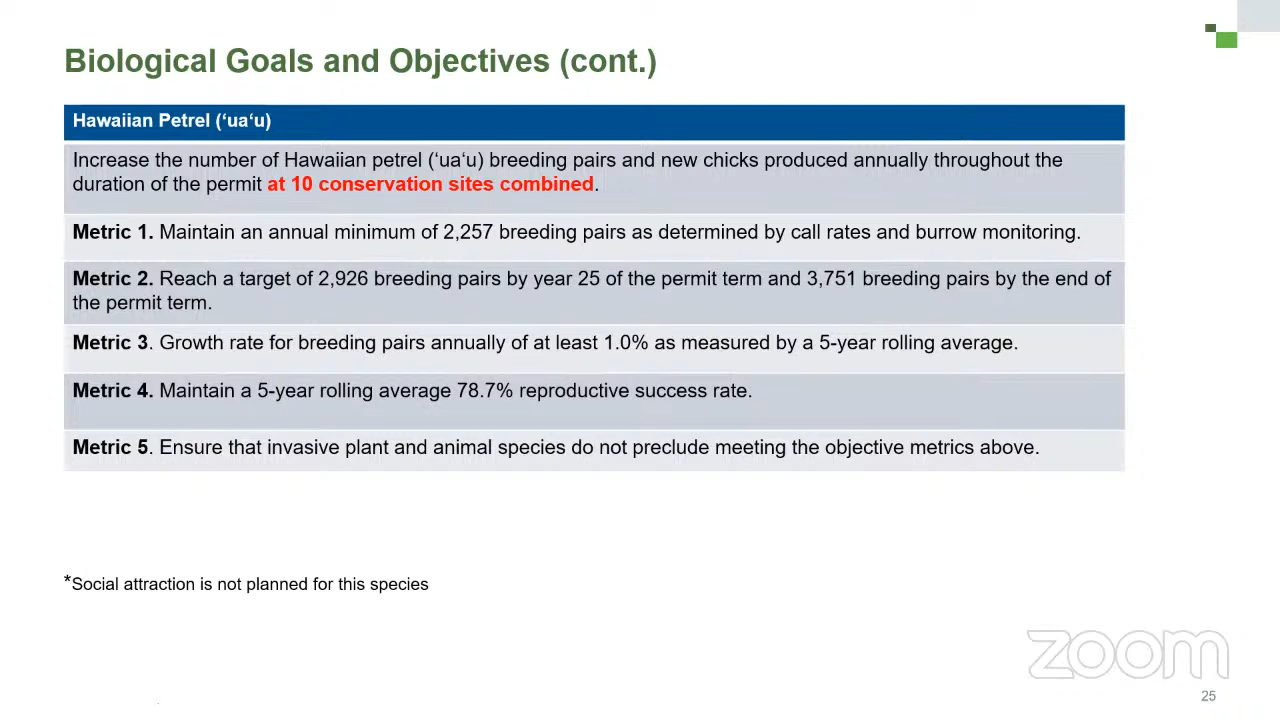 Biological Goals and Objectives (cont.)
Hawaiian Petrel (‘ua‘u)
Increase the number of Hawaiian petrel (‘ua‘u) breeding pairs and new chicks produced annually throughout the
duration of the permit at 10 conservation sites combined.
Metric 1. Maintain an annual minimum of 2,257 breeding pairs as determined by call rates and burrow monitoring.
Metric 2. Reach a target of 2,926 breeding pairs by year 25 of the permit term and 3,751 breeding pairs by the end of
the permit term.
Metric 3. Growth rate for breeding pairs annually of at least 1.0% as measured by a 5-year rolling average.
Metric 4. Maintain a 5-year rolling average 78.7% reproductive success rate.
Metric 5. Ensure that invasive plant and animal species do not preclude meeting the objective metrics above.
*Social attraction is not planned for this species
zoom
25